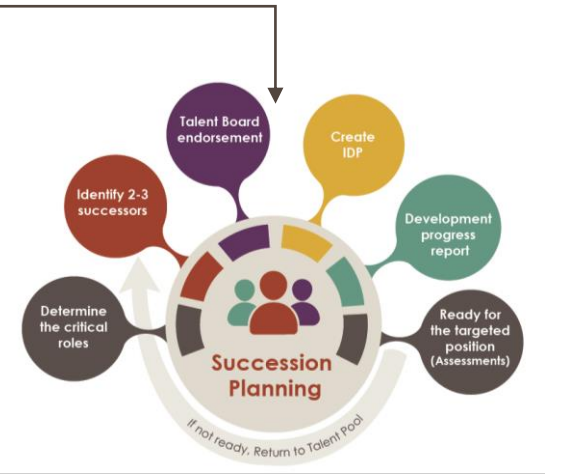 Determine
the critical
roles
Identify 2-3
successors
Talent Board
endorsement
Create
IDP
Development
progress
report
Ready for
the targeted
position
(Assessments)
Succession
Planning
If not ready, Return to Talent Pool